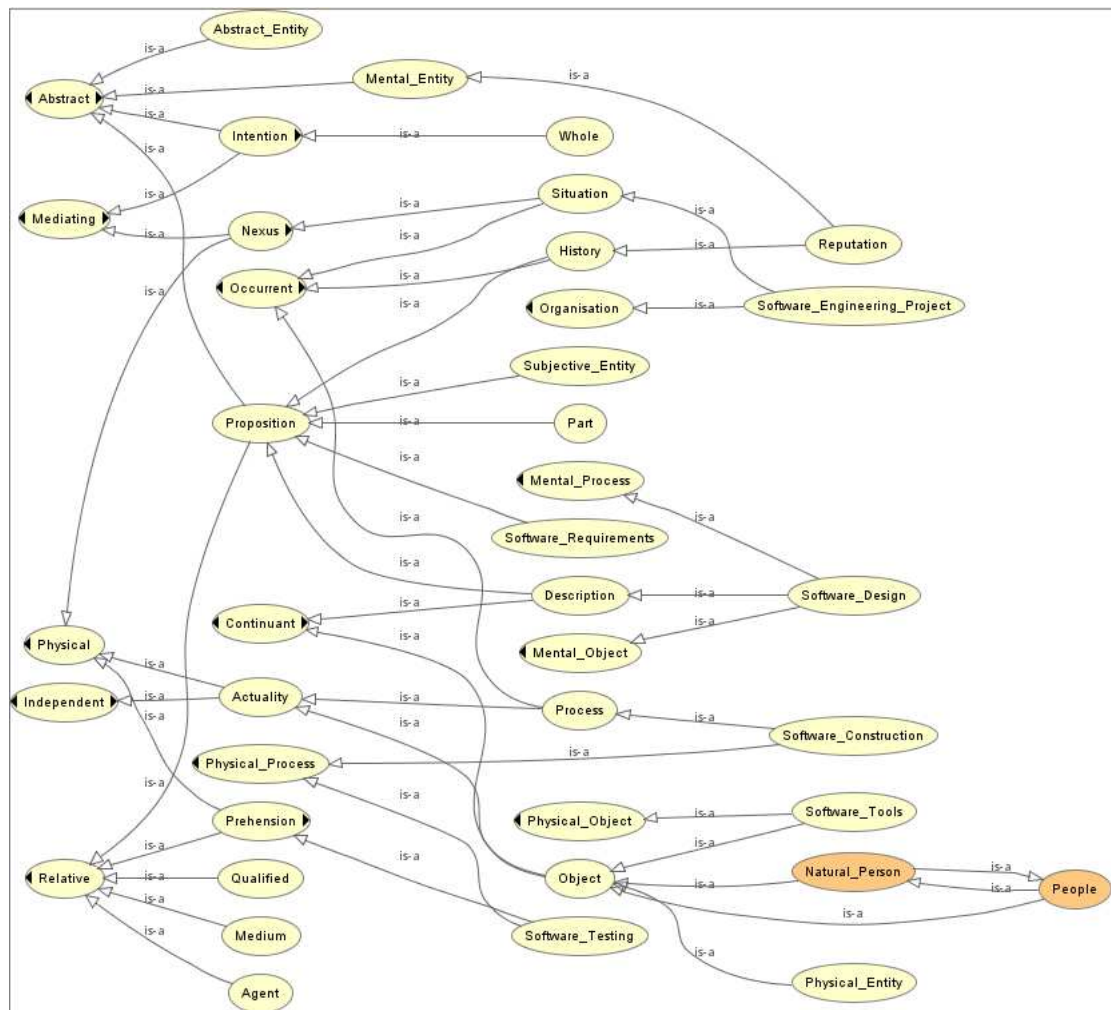 Abstract_Entity
is-a
Mental_Entity
is-a
Abstract
is-a
is-a
Intention
Whole
is-a
is-a
is-a
Situation
Mediating
is-a
Nexus
is-a
is-a
is-a
History
is-a
Reputation
is-a
Occurrent
is-a
Organisation
is-a
Software_Engineering_Project
is-a
Subjective_Entity
is-a
Proposition
is-a
Part
is-a
Mental_Process
is-a
is-a
Software_Requirements
Description
is-a
Software_Design
is-a
is-a
Continuant
is-a
Physical
Mental_Object
is-a
Independent
is-a
Actuality
is-a
Process
is-a
is-a
Software_Construction
Physical_Process
is-a
is-a
Physical_Object
is-a
Software_Tools
is-a
Prehension
is-a
is-a
Relative
is-a
Qualified
Object
is-a
Natural_Person
is-a
is-a
People
is-a
is-a
Medium
is-a
Software_Testing
is-a
is-a
Agent
Physical_Entity